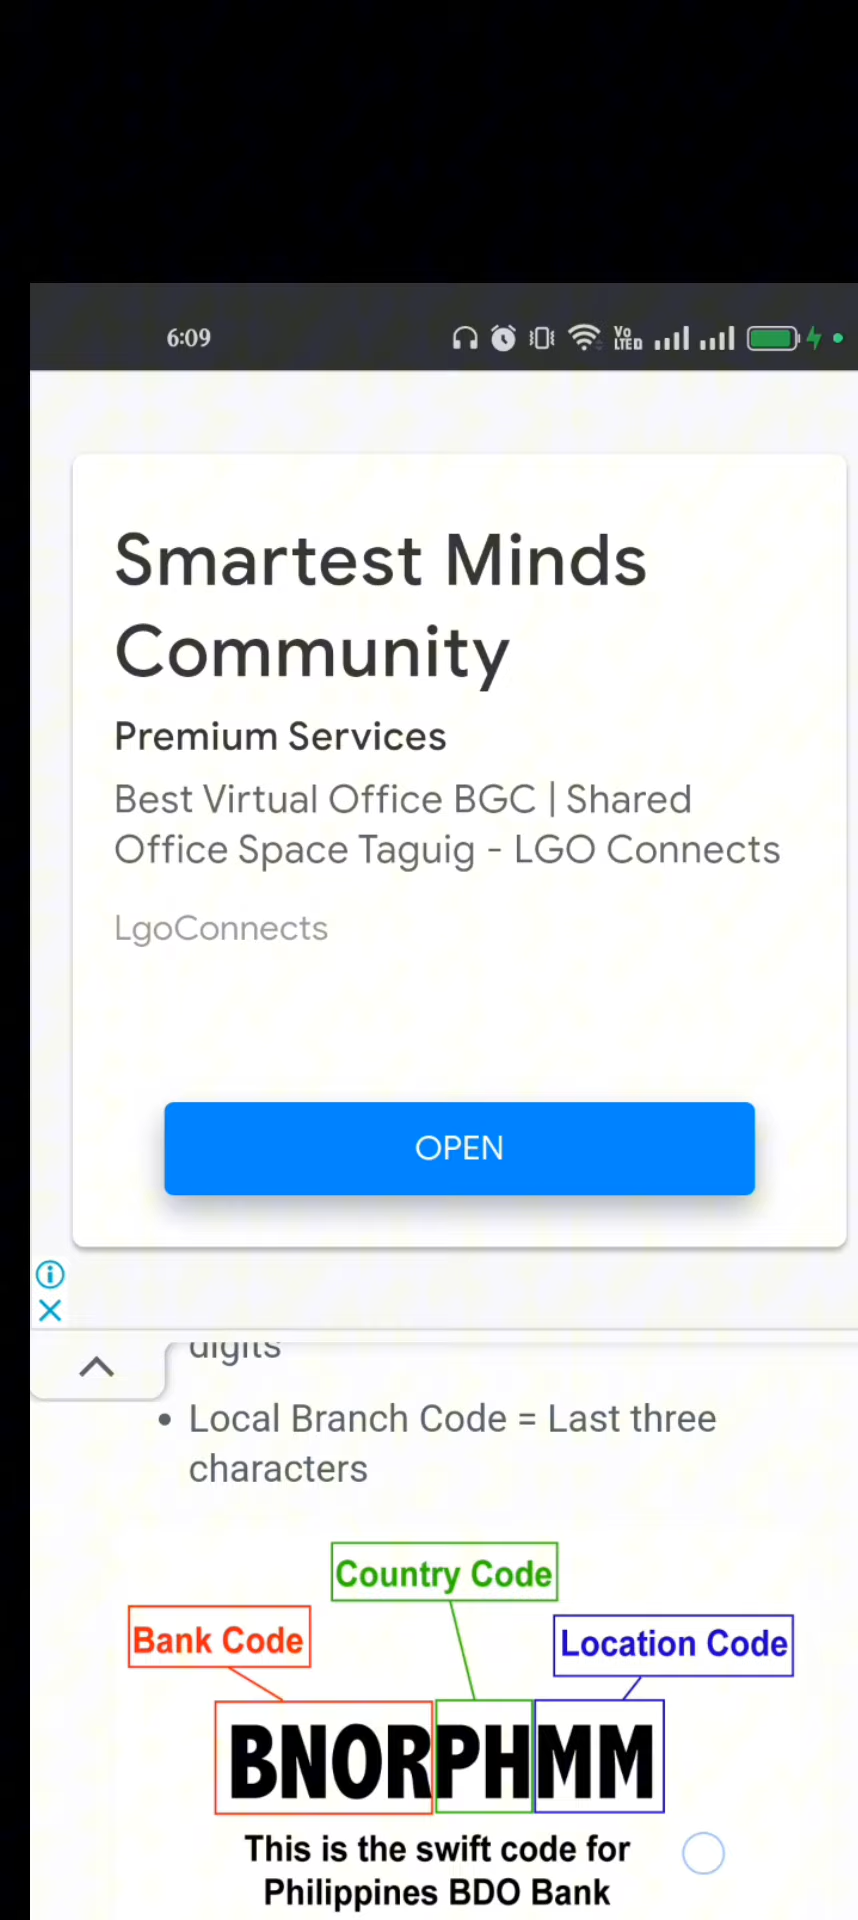 6:09
Vo
LTED
Smartest Minds
Community
Premium Services
Best Virtual Office BGC | Shared
Office Space Taguig - LGO Connects
LgoConnects
OPEN
digits
• Local Branch Code = Last three
characters
Country Code
Bank Code
Location Code
BNORPHMM
This is the swift code for
Philippines BDO Bank